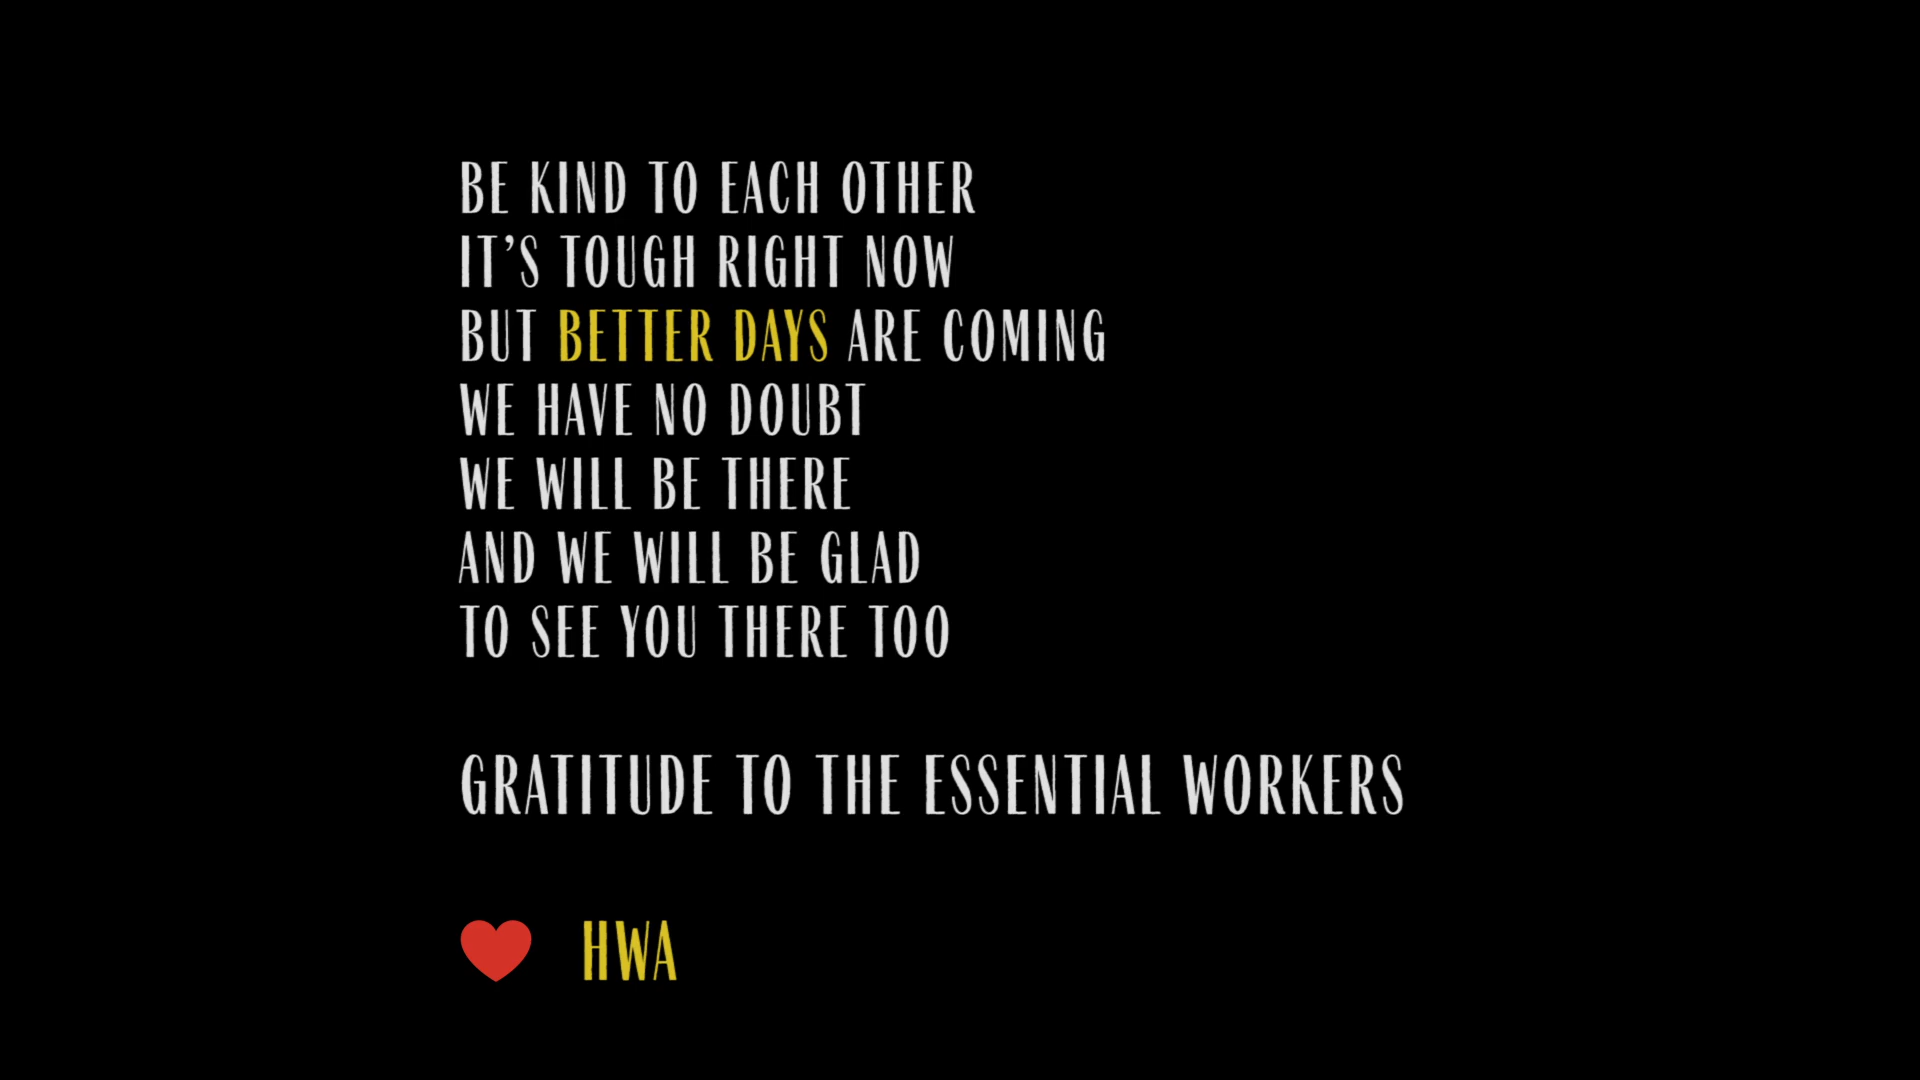 BE KIND TO EACH OTHER
IT’S TOUGH RIGHT NOW
BUT BETTER DAYS ARE COMING
WE HAVE NO DOUBT
WE WILL BE THERE
AND WE WILL BE GLAD
TO SEE YOU THERE TOO
GRATITUDE TO THE ESSENTIAL WORKERS
HWA